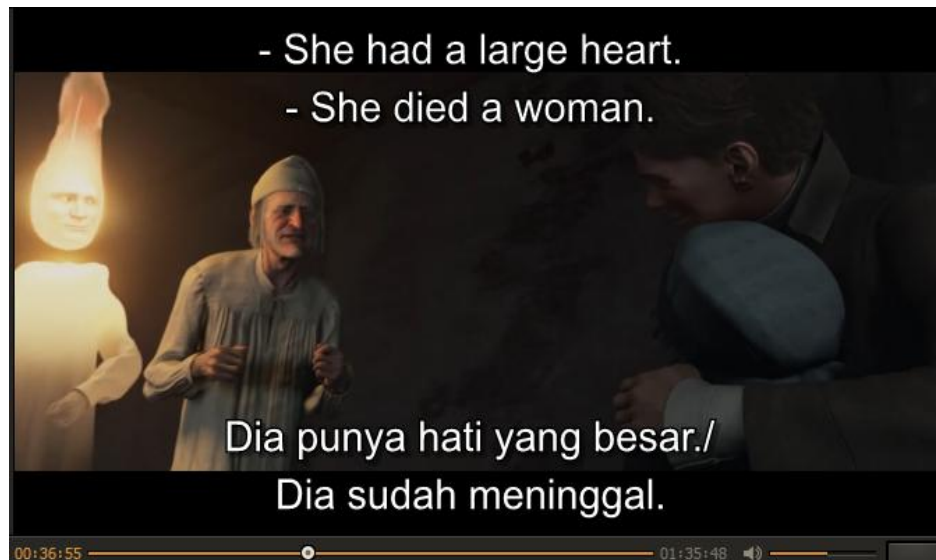 - She had a large heart.
- She died a woman.
Dia punya hati yang besar./
Dia sudah meninggal.
00:36:55 01:35:48